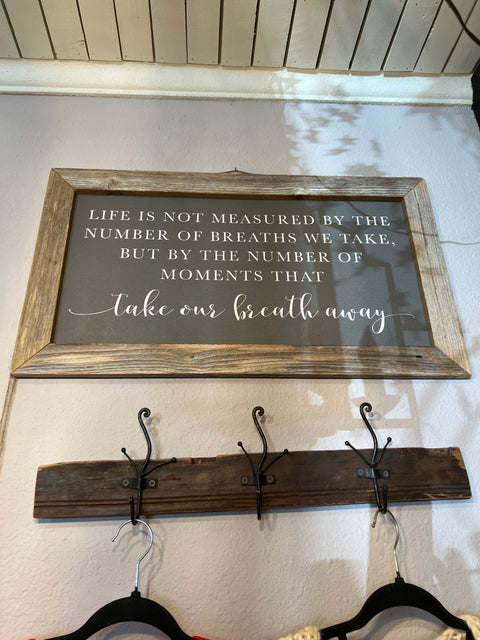 LIFE IS NOT MEASURED BY THE
NUMBER OF BREATHS WE TAKE,
BUT BY THE NUMBER OF
MOMENTS THAT
take our breath away